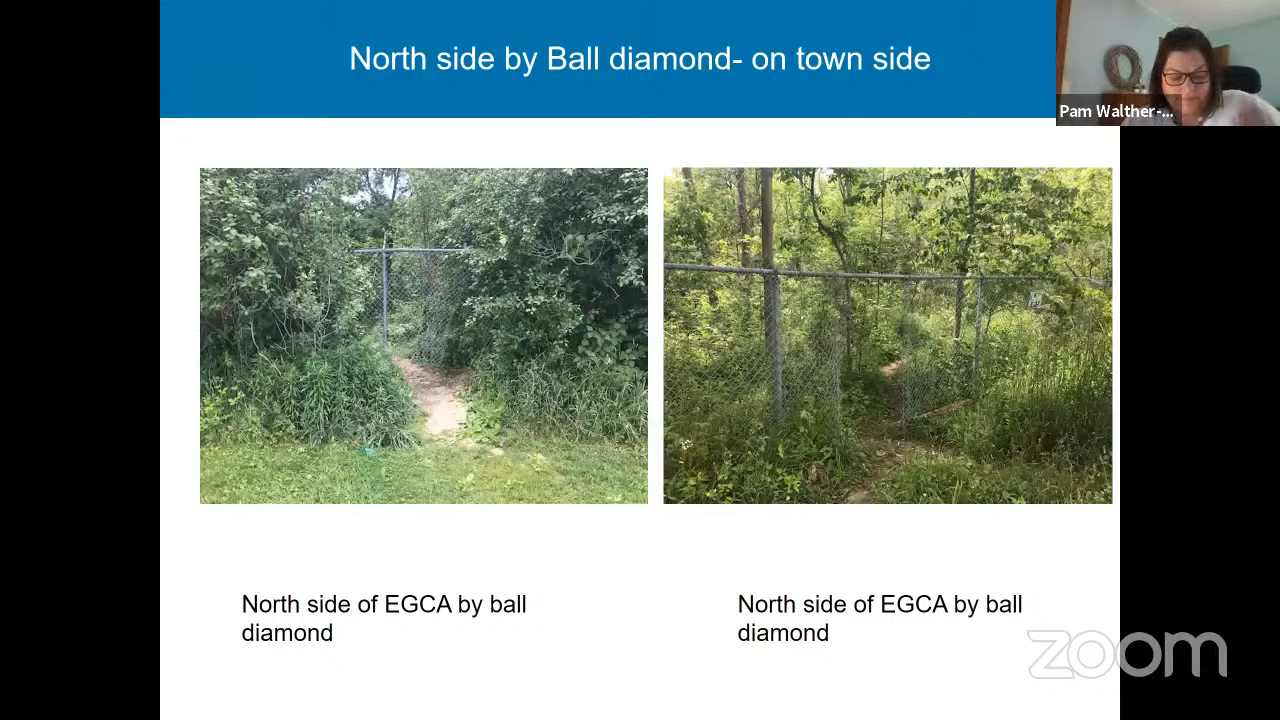 North side by Ball diamond- on town side
Pam Walther-...
North side of EGCA by ball
diamond
North side of EGCA by ball
diamond
zoom